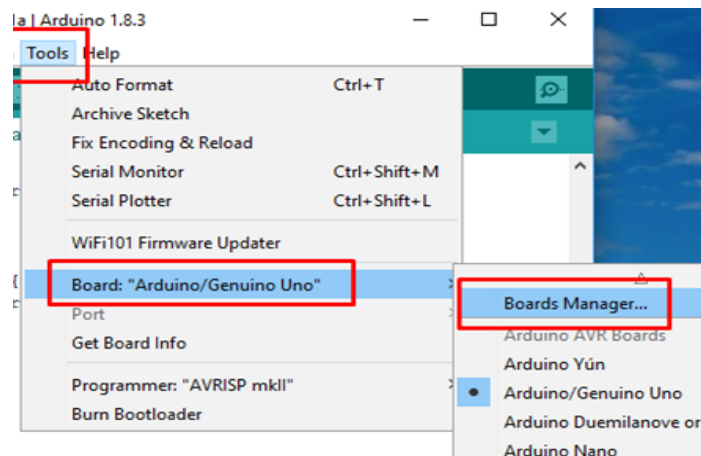 la | Arduino 1.8.3
Tools Help
Auto Format Ctrl+T
Archive Sketch
Fix Encoding & Reload
Serial Monitor Ctrl+Shift+M
Serial Plotter Ctrl+Shift+L
WiFi101 Firmware Updater
Board: "Arduino/Genuino Uno"
Port
Get Board Info
Programmer: "AVRISP mkII"
Burn Bootloader
Boards Manager...
Arduino AVR Boards
Arduino Yún
Arduino/Genuino Uno
Arduino Duemilanove or
Arduino Nano